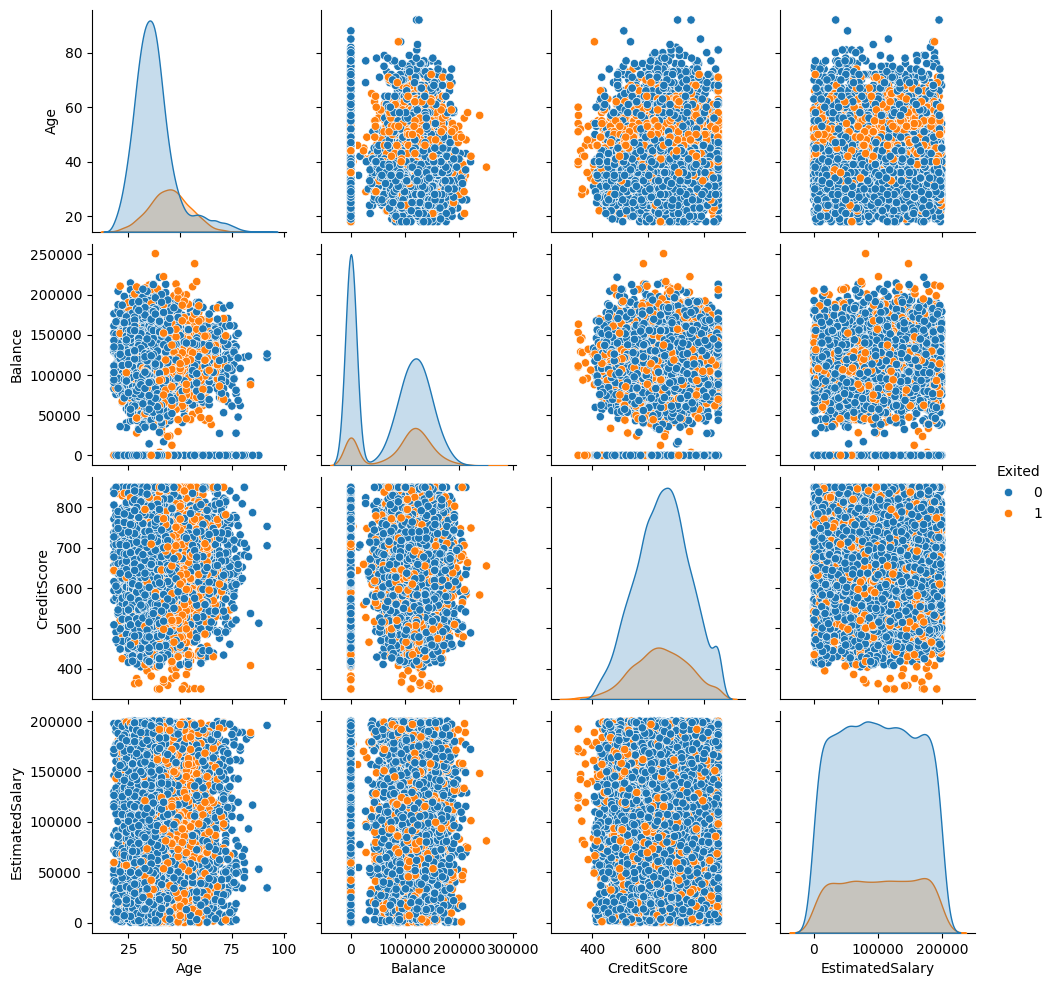 80
60
40
20
Age
250000
200000
150000
100000
50000
0
Balance
800
700
600
500
400
CreditScore
Exited
0
1
200000
150000
100000
50000
0
EstimatedSalary
25 50 75 100
0 100000 200000 300000
400 600 800
0 100000 200000
Age Balance CreditScore EstimatedSalary